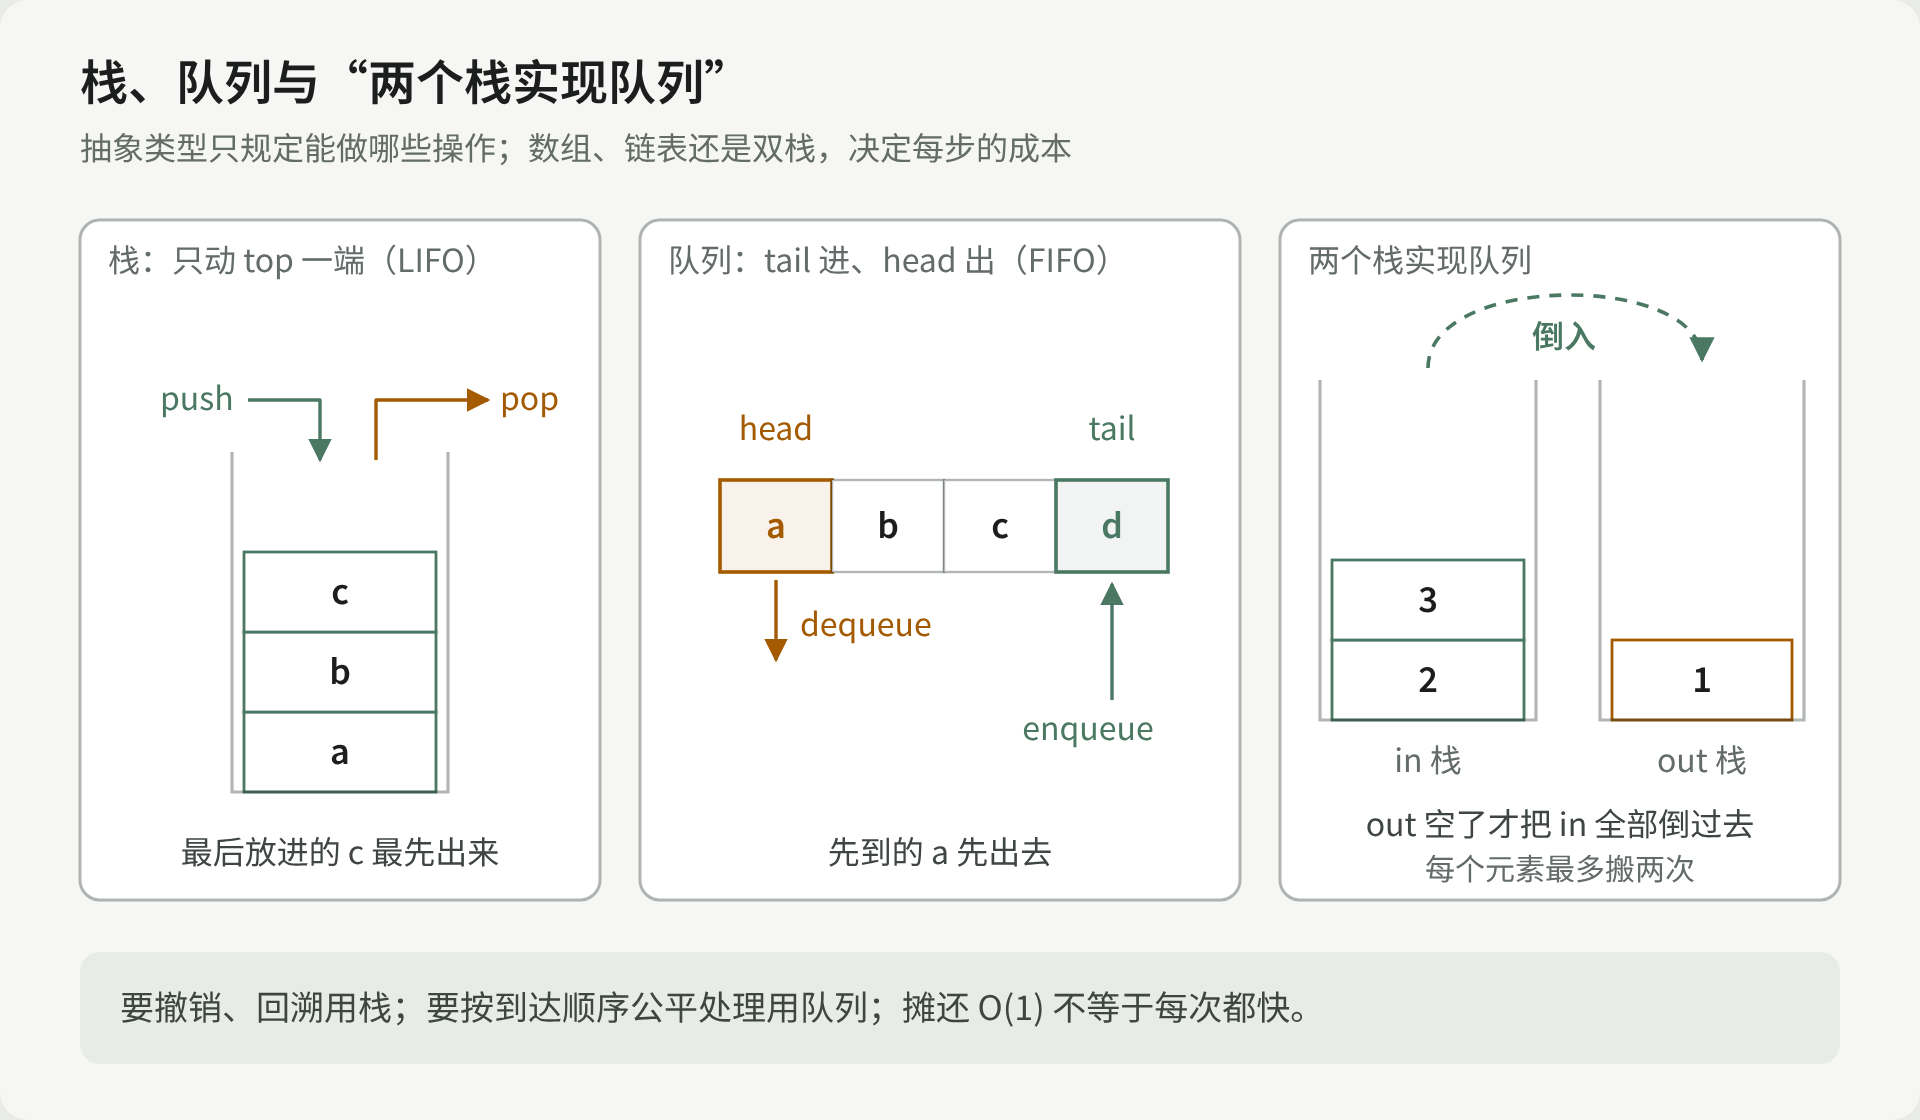 栈、队列与“两个栈实现队列”
抽象类型只规定能做哪些操作；数组、链表还是双栈，决定每步的成本
栈：只动 top 一端（LIFO）
push
pop
c
b
a
最后放进的 c 最先出来
队列：tail 进、head 出（FIFO）
head
tail
a b c d
dequeue
enqueue
先到的 a 先出去
两个栈实现队列
倒入
3
2
1
in 栈
out 栈
out 空了才把 in 全部倒过去
每个元素最多搬两次
要撤销、回溯用栈；要按到达顺序公平处理用队列；摊还 O(1) 不等于每次都快。